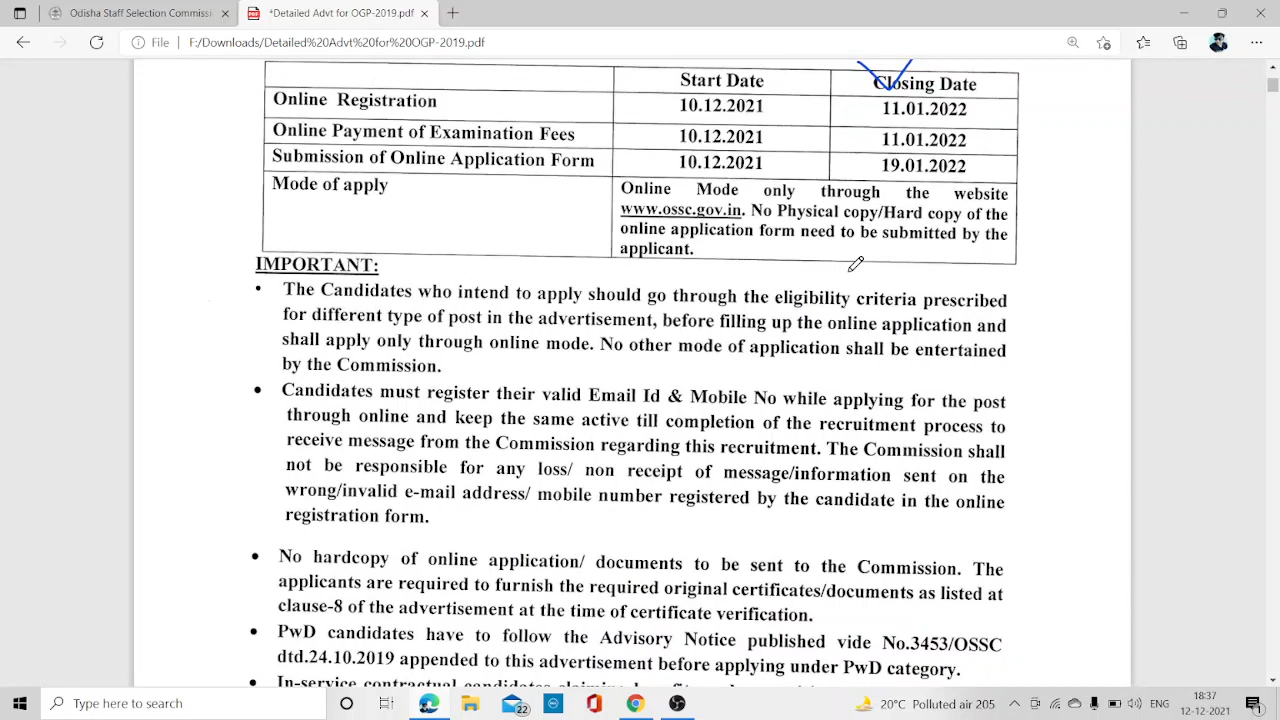 Odisha Staff Selection Commissi
*Detailed Advt for OGP-2019.pdf
File | F:/Downloads/Detailed%20Advt%20for%20OGP-2019.pdf
Start Date Closing Date
Online Registration 10.12.2021 11.01.2022
Online Payment of Examination Fees 10.12.2021 11.01.2022
Submission of Online Application Form 10.12.2021 19.01.2022
Mode of apply Online Mode only through the website
www.ossc.gov.in. No Physical copy/Hard copy of the
online application form need to be submitted by the
applicant.
IMPORTANT:
• The Candidates who intend to apply should go through the eligibility criteria prescribed
for different type of post in the advertisement, before filling up the online application and
shall apply only through online mode. No other mode of application shall be entertained
by the Commission.
• Candidates must register their valid Email Id & Mobile No while applying for the post
through online and keep the same active till completion of the recruitment process to
receive message from the Commission regarding this recruitment. The Commission shall
not be responsible for any loss/ non receipt of message/information sent on the
wrong/invalid e-mail address/ mobile number registered by the candidate in the online
registration form.
• No hardcopy of online application/ documents to be sent to the Commission. The
applicants are required to furnish the required original certificates/documents as listed at
clause-8 of the advertisement at the time of certificate verification.
• PwD candidates have to follow the Advisory Notice published vide No.3453/OSSC
dtd.24.10.2019 appended to this advertisement before applying under PwD category.
• In-service contractual candidates claiming
Type here to search
22
20°C Polluted air 205
ENG
18:37
12-12-2021
1